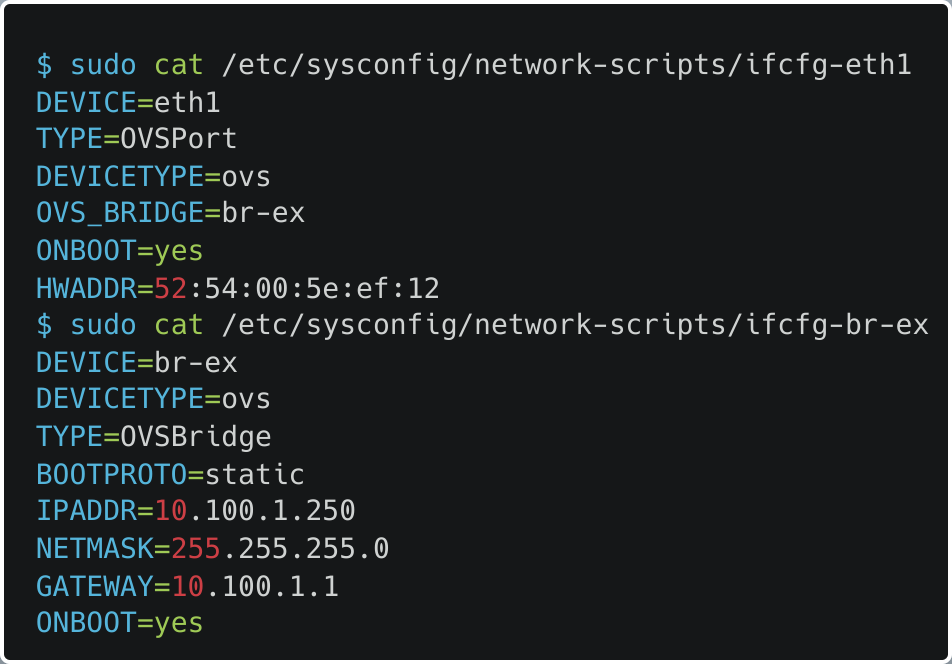 $ sudo cat /etc/sysconfig/network-scripts/ifcfg-eth1
DEVICE=eth1
TYPE=OVSPort
DEVICETYPE=ovs
OVS_BRIDGE=br-ex
ONBOOT=yes
HWADDR=52:54:00:5e:ef:12
$ sudo cat /etc/sysconfig/network-scripts/ifcfg-br-ex
DEVICE=br-ex
DEVICETYPE=ovs
TYPE=OVSBridge
BOOTPROTO=static
IPADDR=10.100.1.250
NETMASK=255.255.255.0
GATEWAY=10.100.1.1
ONBOOT=yes